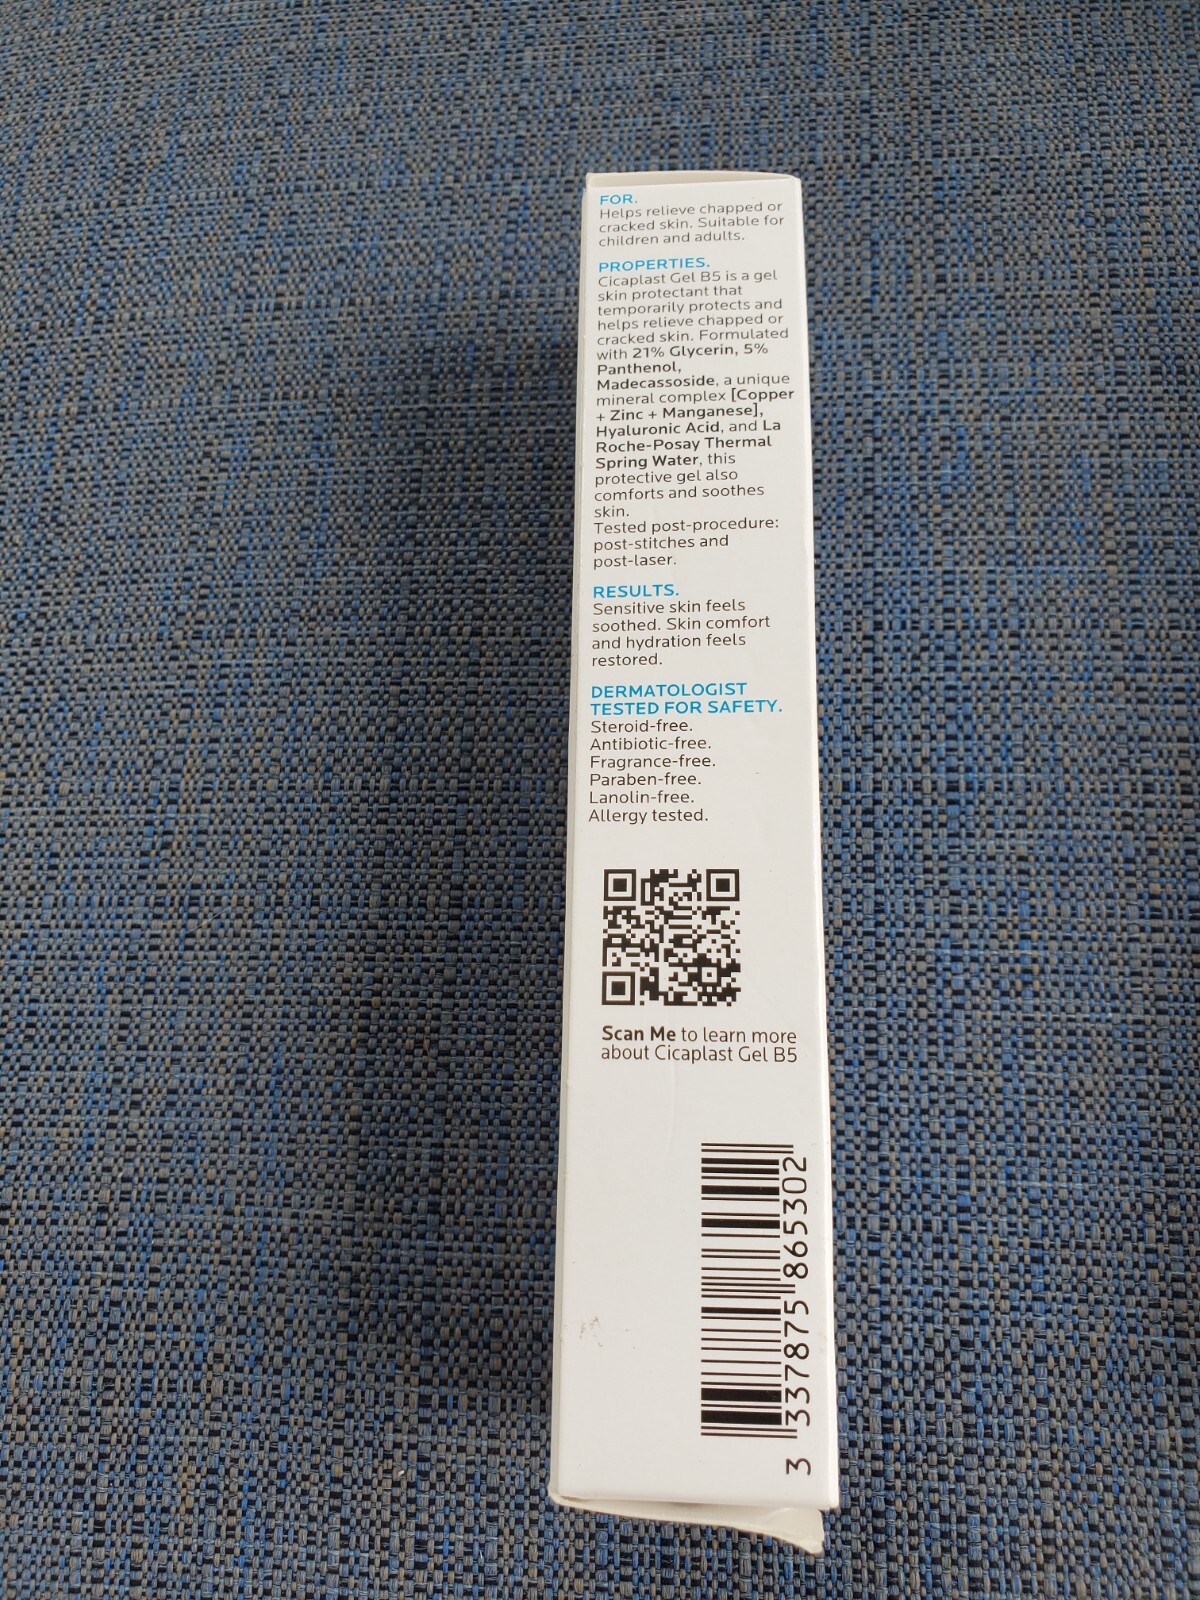 FOR.
Helps relieve chapped or
cracked skin. Suitable for
children and adults.
PROPERTIES.
Cicaplast Gel B5 is a gel
skin protectant that
temporarily protects and
helps relieve chapped or
cracked skin. Formulated
with 21% Glycerin, 5%
Panthenol,
Madecassoside, a unique
mineral complex [Copper
+ Zinc + Manganese],
Hyaluronic Acid, and La
Roche-Posay Thermal
Spring Water, this
protective gel also
comforts and soothes
skin.
Tested post-procedure:
post-stitches and
post-laser.
RESULTS.
Sensitive skin feels
soothed. Skin comfort
and hydration feels
restored.
DERMATOLOGIST
TESTED FOR SAFETY.
Steroid-free.
Antibiotic-free.
Fragrance-free.
Paraben-free.
Lanolin-free.
Allergy tested.
Scan Me to learn more
about Cicaplast Gel B5
3 337875 865302